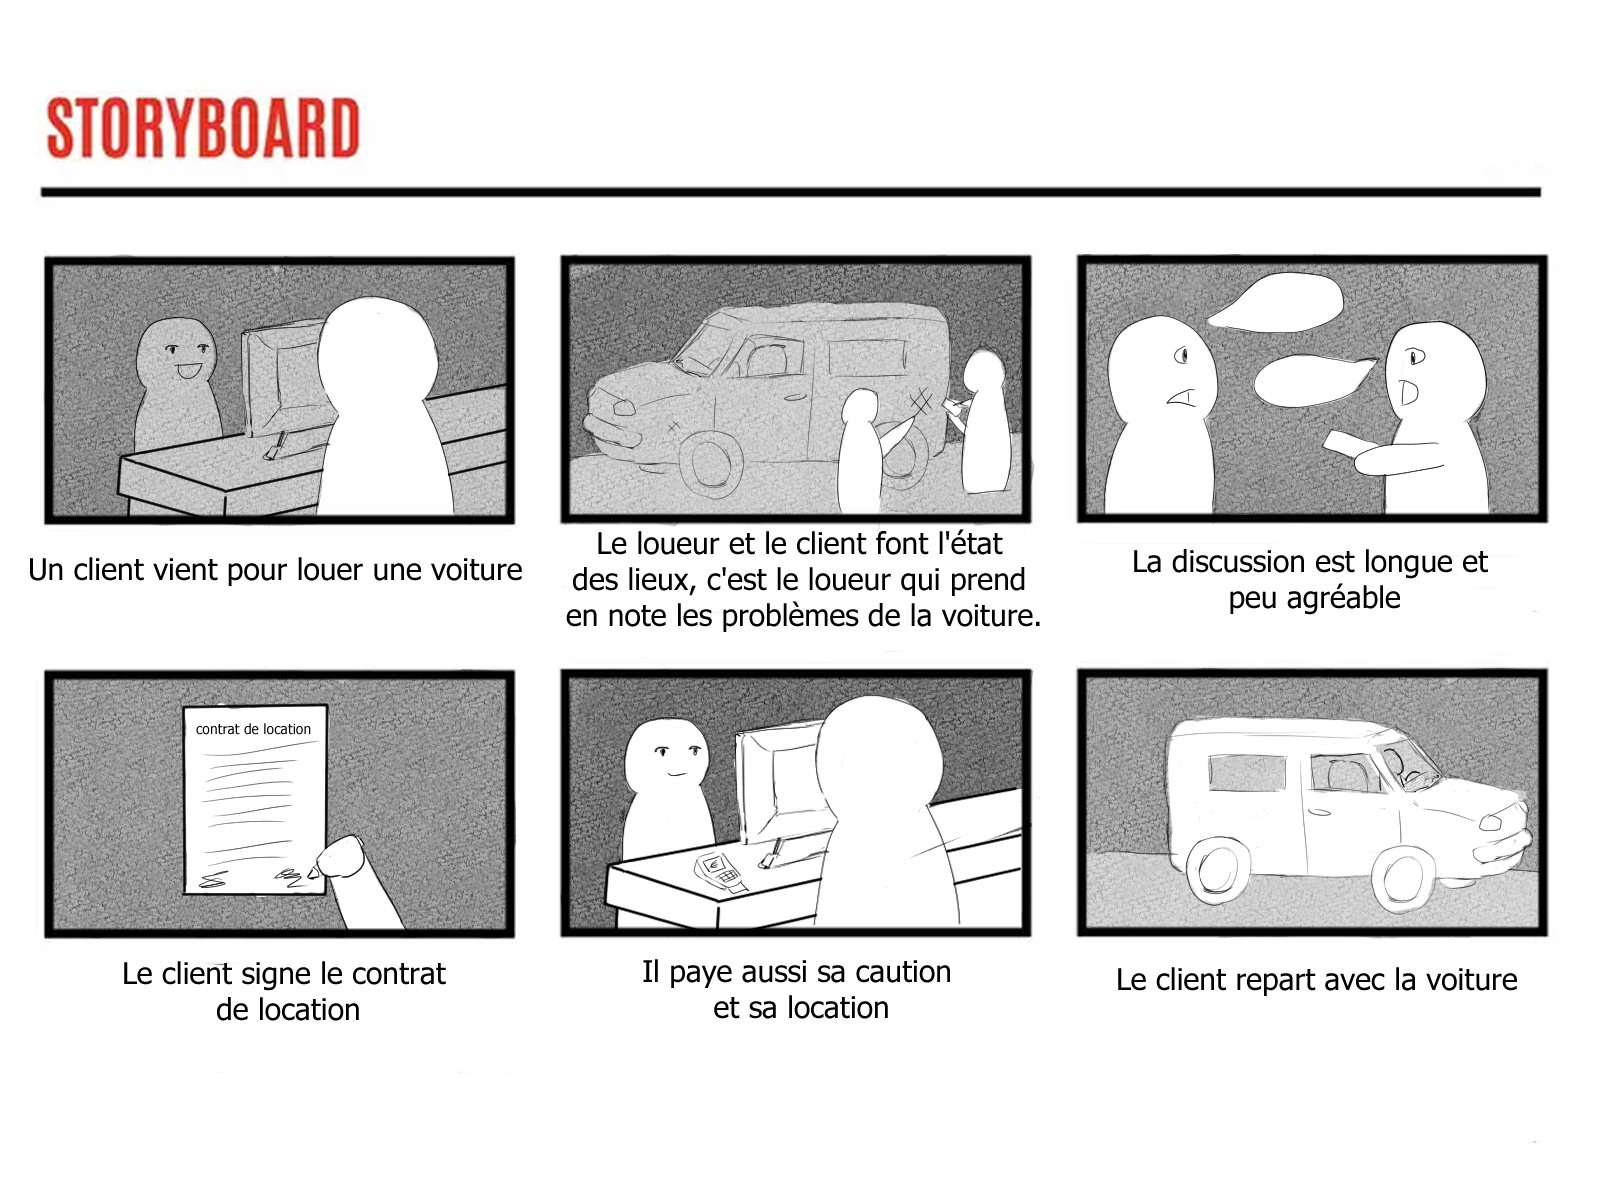 STORYBOARD
Un client vient pour louer une voiture
Le loueur et le client font l'état
des lieux, c'est le loueur qui prend
en note les problèmes de la voiture.
La discussion est longue et
peu agréable
contrat de location
Le client signe le contrat
de location
Il paye aussi sa caution
et sa location
Le client repart avec la voiture